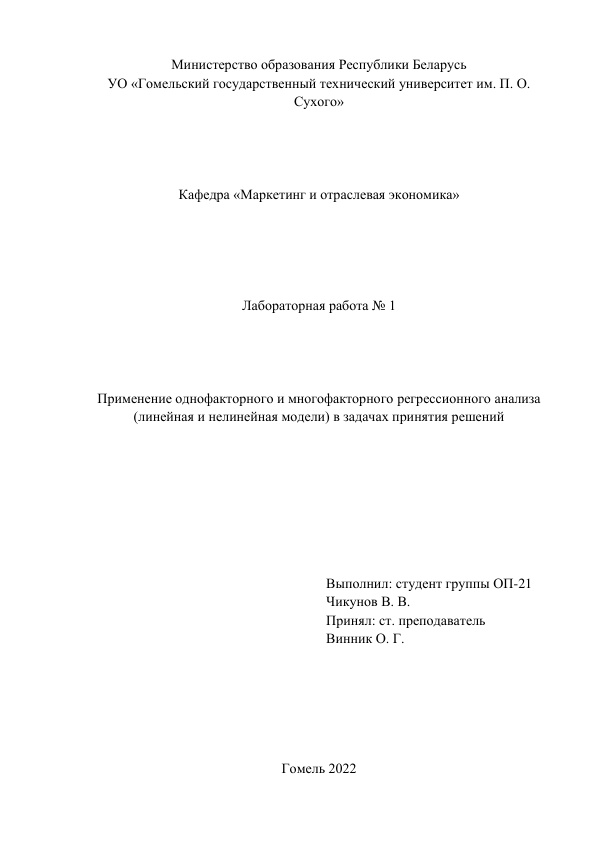 Министерство образования Республики Беларусь
УО «Гомельский государственный технический университет им. П. О.
Сухого»
Кафедра «Маркетинг и отраслевая экономика»
Лабораторная работа № 1
Применение однофакторного и многофакторного регрессионного анализа
(линейная и нелинейная модели) в задачах принятия решений
Выполнил: студент группы ОП-21
Чикунов В. В.
Принял: ст. преподаватель
Винник О. Г.
Гомель 2022